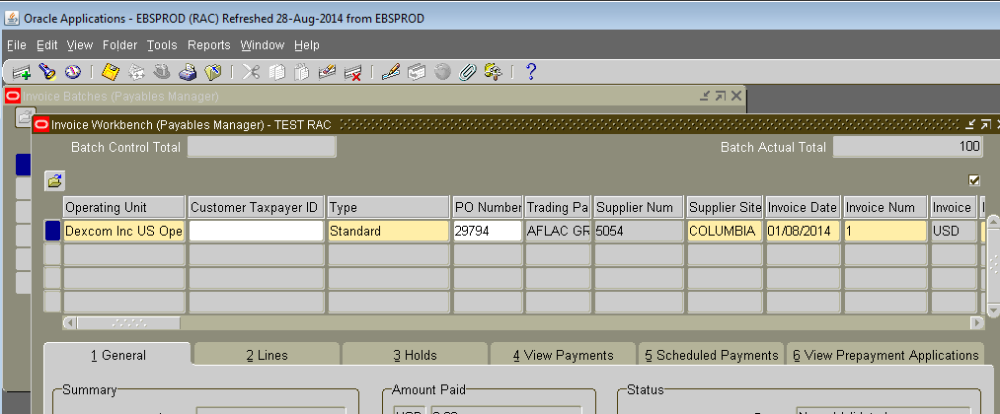 Oracle Applications - EBSPROD (RAC) Refreshed 28-Aug-2014 from EBSPROD
File Edit View Folder Tools Reports Window Help
Invoice Batches (Payables Manager)
Invoice Workbench (Payables Manager) - TEST RAC
Batch Control Total Batch Actual Total 100
Operating Unit Customer Taxpayer ID Type PO Number Trading Pa Supplier Num Supplier Site Invoice Date Invoice Num Invoice
Dexcom Inc US Ope Standard 29794 AFLAC GR 5054 COLUMBIA 01/08/2014 1 USD
1 General 2 Lines 3 Holds 4 View Payments 5 Scheduled Payments 6 View Prepayment Applications
Summary Amount Paid Status